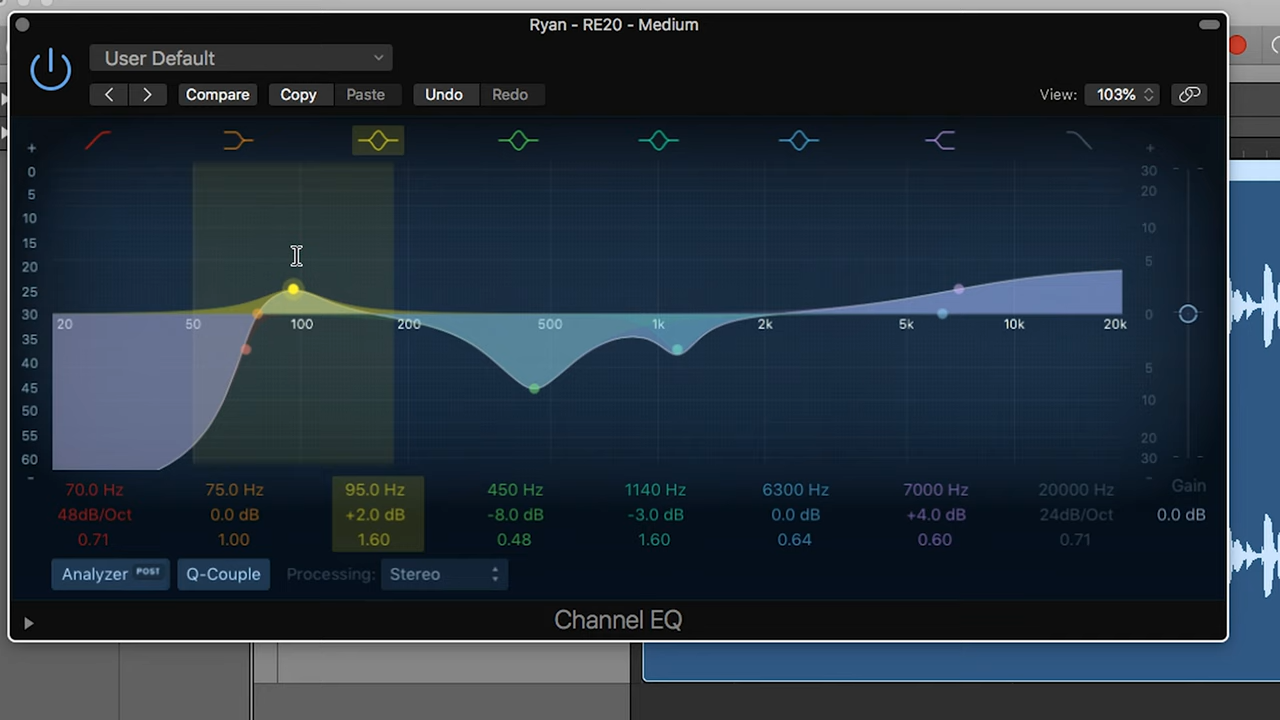 Ryan - RE20 - Medium
User Default
Compare Copy Paste Undo Redo View: 103%
+ +
0 30
5 20
10 10
15
20 5
25
30 20 50 100 200 500 1k 2k 5k 10k 20k 0
35
40 5
45
50 10
55 20
60 30
- -
70.0 Hz 75.0 Hz 95.0 Hz 450 Hz 1140 Hz 6300 Hz 7000 Hz 20000 Hz Gain
48dB/Oct 0.0 dB +2.0 dB -8.0 dB -3.0 dB 0.0 dB +4.0 dB 24dB/Oct 0.0 dB
0.71 1.00 1.60 0.48 1.60 0.64 0.60 0.71
Analyzer POST Q-Couple Processing: Stereo
Channel EQ